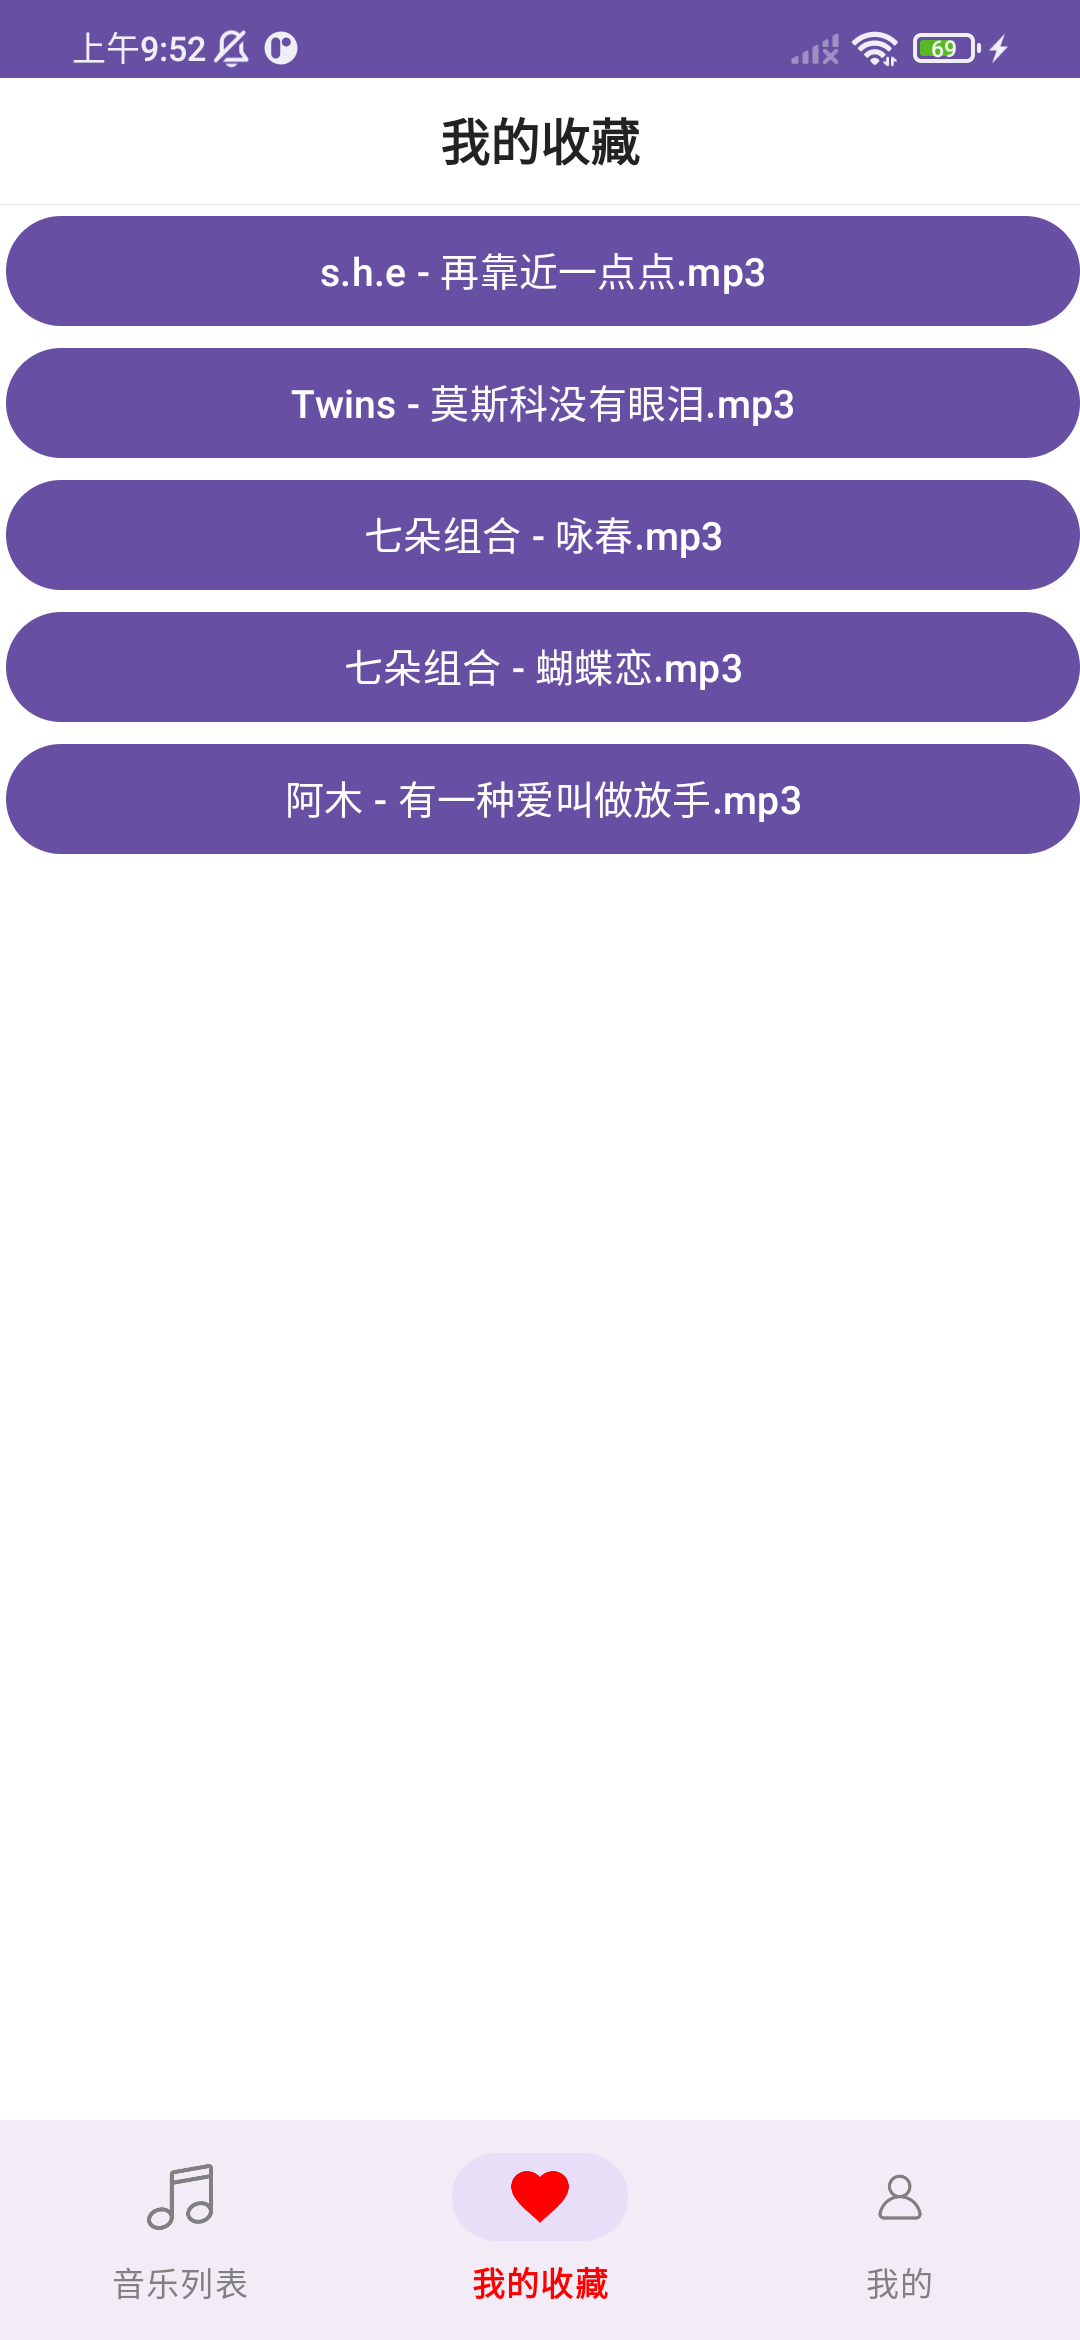 上午9:52
69
我的收藏
s.h.e - 再靠近一点点.mp3
Twins - 莫斯科没有眼泪.mp3
七朵组合 - 咏春.mp3
七朵组合 - 蝴蝶恋.mp3
阿木 - 有一种爱叫做放手.mp3
音乐列表
我的收藏
我的